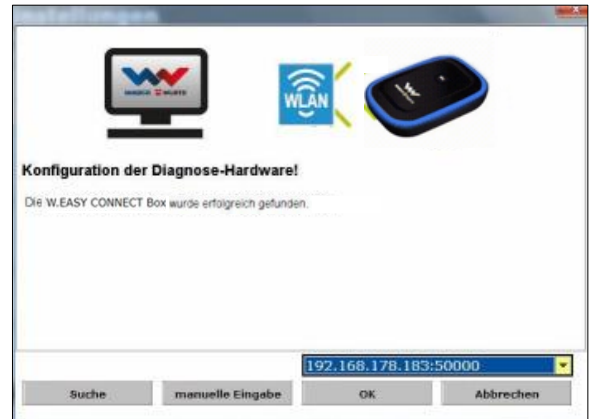 WLAN
Konfiguration der Diagnose-Hardware!
Die W.EASY CONNECT Box wurde erfolgreich gefunden.
192.168.178.183:50000
Suche
manuelle Eingabe
OK
Abbrechen